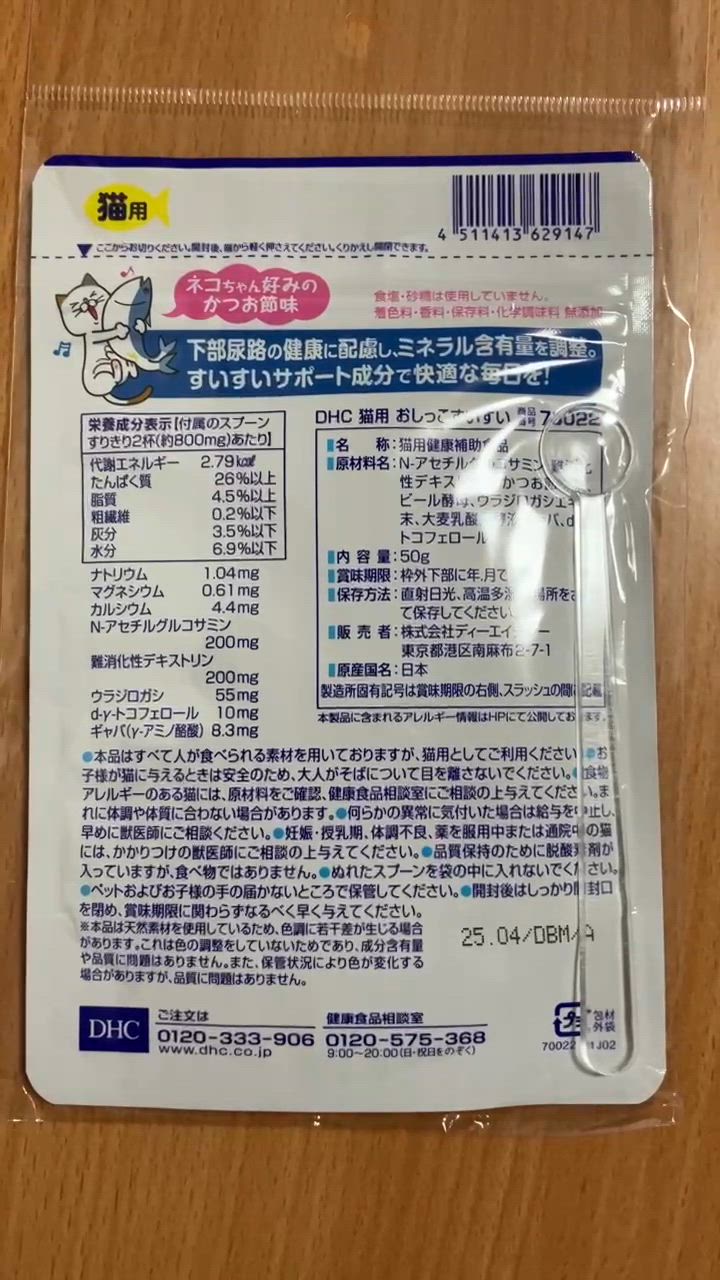 猫用
4 511413 629147
ここからお切りください。開封後、端から軽く押さえてください。くりかえし開閉できます。
ネコちゃん好みの
かつお節味
食塩・砂糖は使用していません。
着色料・香料・保存料・化学調味料 無添加
下部尿路の健康に配慮し、ミネラル含有量を調整。
すいすいサポート成分で快適な毎日を!
栄養成分表示【付属のスプーン
すりきり2杯(約800mg)あたり】
代謝エネルギー 2.79kcal
たんぱく質 26%以上
脂質 4.5%以上
粗繊維 0.2%以下
灰分 3.5%以下
水分 6.9%以下
ナトリウム 1.04mg
マグネシウム 0.61mg
カルシウム 4.4mg
N-アセチルグルコサミン
200mg
難消化性デキストリン
200mg
ウラジロガシ 55mg
d-γ-トコフェロール 10mg
ギャバ(γ-アミノ酪酸) 8.3mg
DHC 猫用 おしっこすいすい 商品番号 70022
名 称:猫用健康補助食品
原材料名:N-アセチルグ サミン、難消化
性デキス かつお
ビール酵母、ウラジロガシエキ
末、大麦乳酸 バ、d
トコフェロール
内容量:50g
賞味期限:枠外下部に年.月で
保存方法:直射日光、高温多湿 場所をさ
て保存してください
販売者:株式会社ディーエイチシー
東京都港区南麻布2-7-1
原産国名:日本
製造所固有記号は賞味期限の右側、スラッシュの間に記載
本製品に含まれるアレルギー情報はHPにて公開しております。
●本品はすべて人が食べられる素材を用いておりますが、猫用としてご利用ください。●お
子様が猫に与えるときは安全のため、大人がそばについて目を離さないでください。●食物
アレルギーのある猫には、原材料をご確認、健康食品相談室にご相談の上与えてください。ま
れに体調や体質に合わない場合があります。●何らかの異常に気付いた場合は給与を中止し、
早めに獣医師にご相談ください。●妊娠・授乳期、体調不良、薬を服用中または通院中の猫
には、かかりつけの獣医師にご相談の上与えてください。●品質保持のために脱酸素剤が
入っていますが、食べ物ではありません。●ぬれたスプーンを袋の中に入れないでください。
●ペットおよびお子様の手の届かないところで保管してください。●開封後はしっかり開封口
を閉め、賞味期限に関わらずなるべく早く与えてください。
※本品は天然素材を使用しているため、色調に若干差が生じる場合
があります。これは色の調整をしていないためであり、成分含有量
や品質に問題はありません。また、保管状況により色が変化する
場合がありますが、品質に問題はありません。
25.04/DBM/A
DHC
ご注文は
0120-333-906
www.dhc.co.jp
健康食品相談室
0120-575-368
9:00~20:00(日・祝日をのぞく)
プラ
包材
外袋
70022 1J02